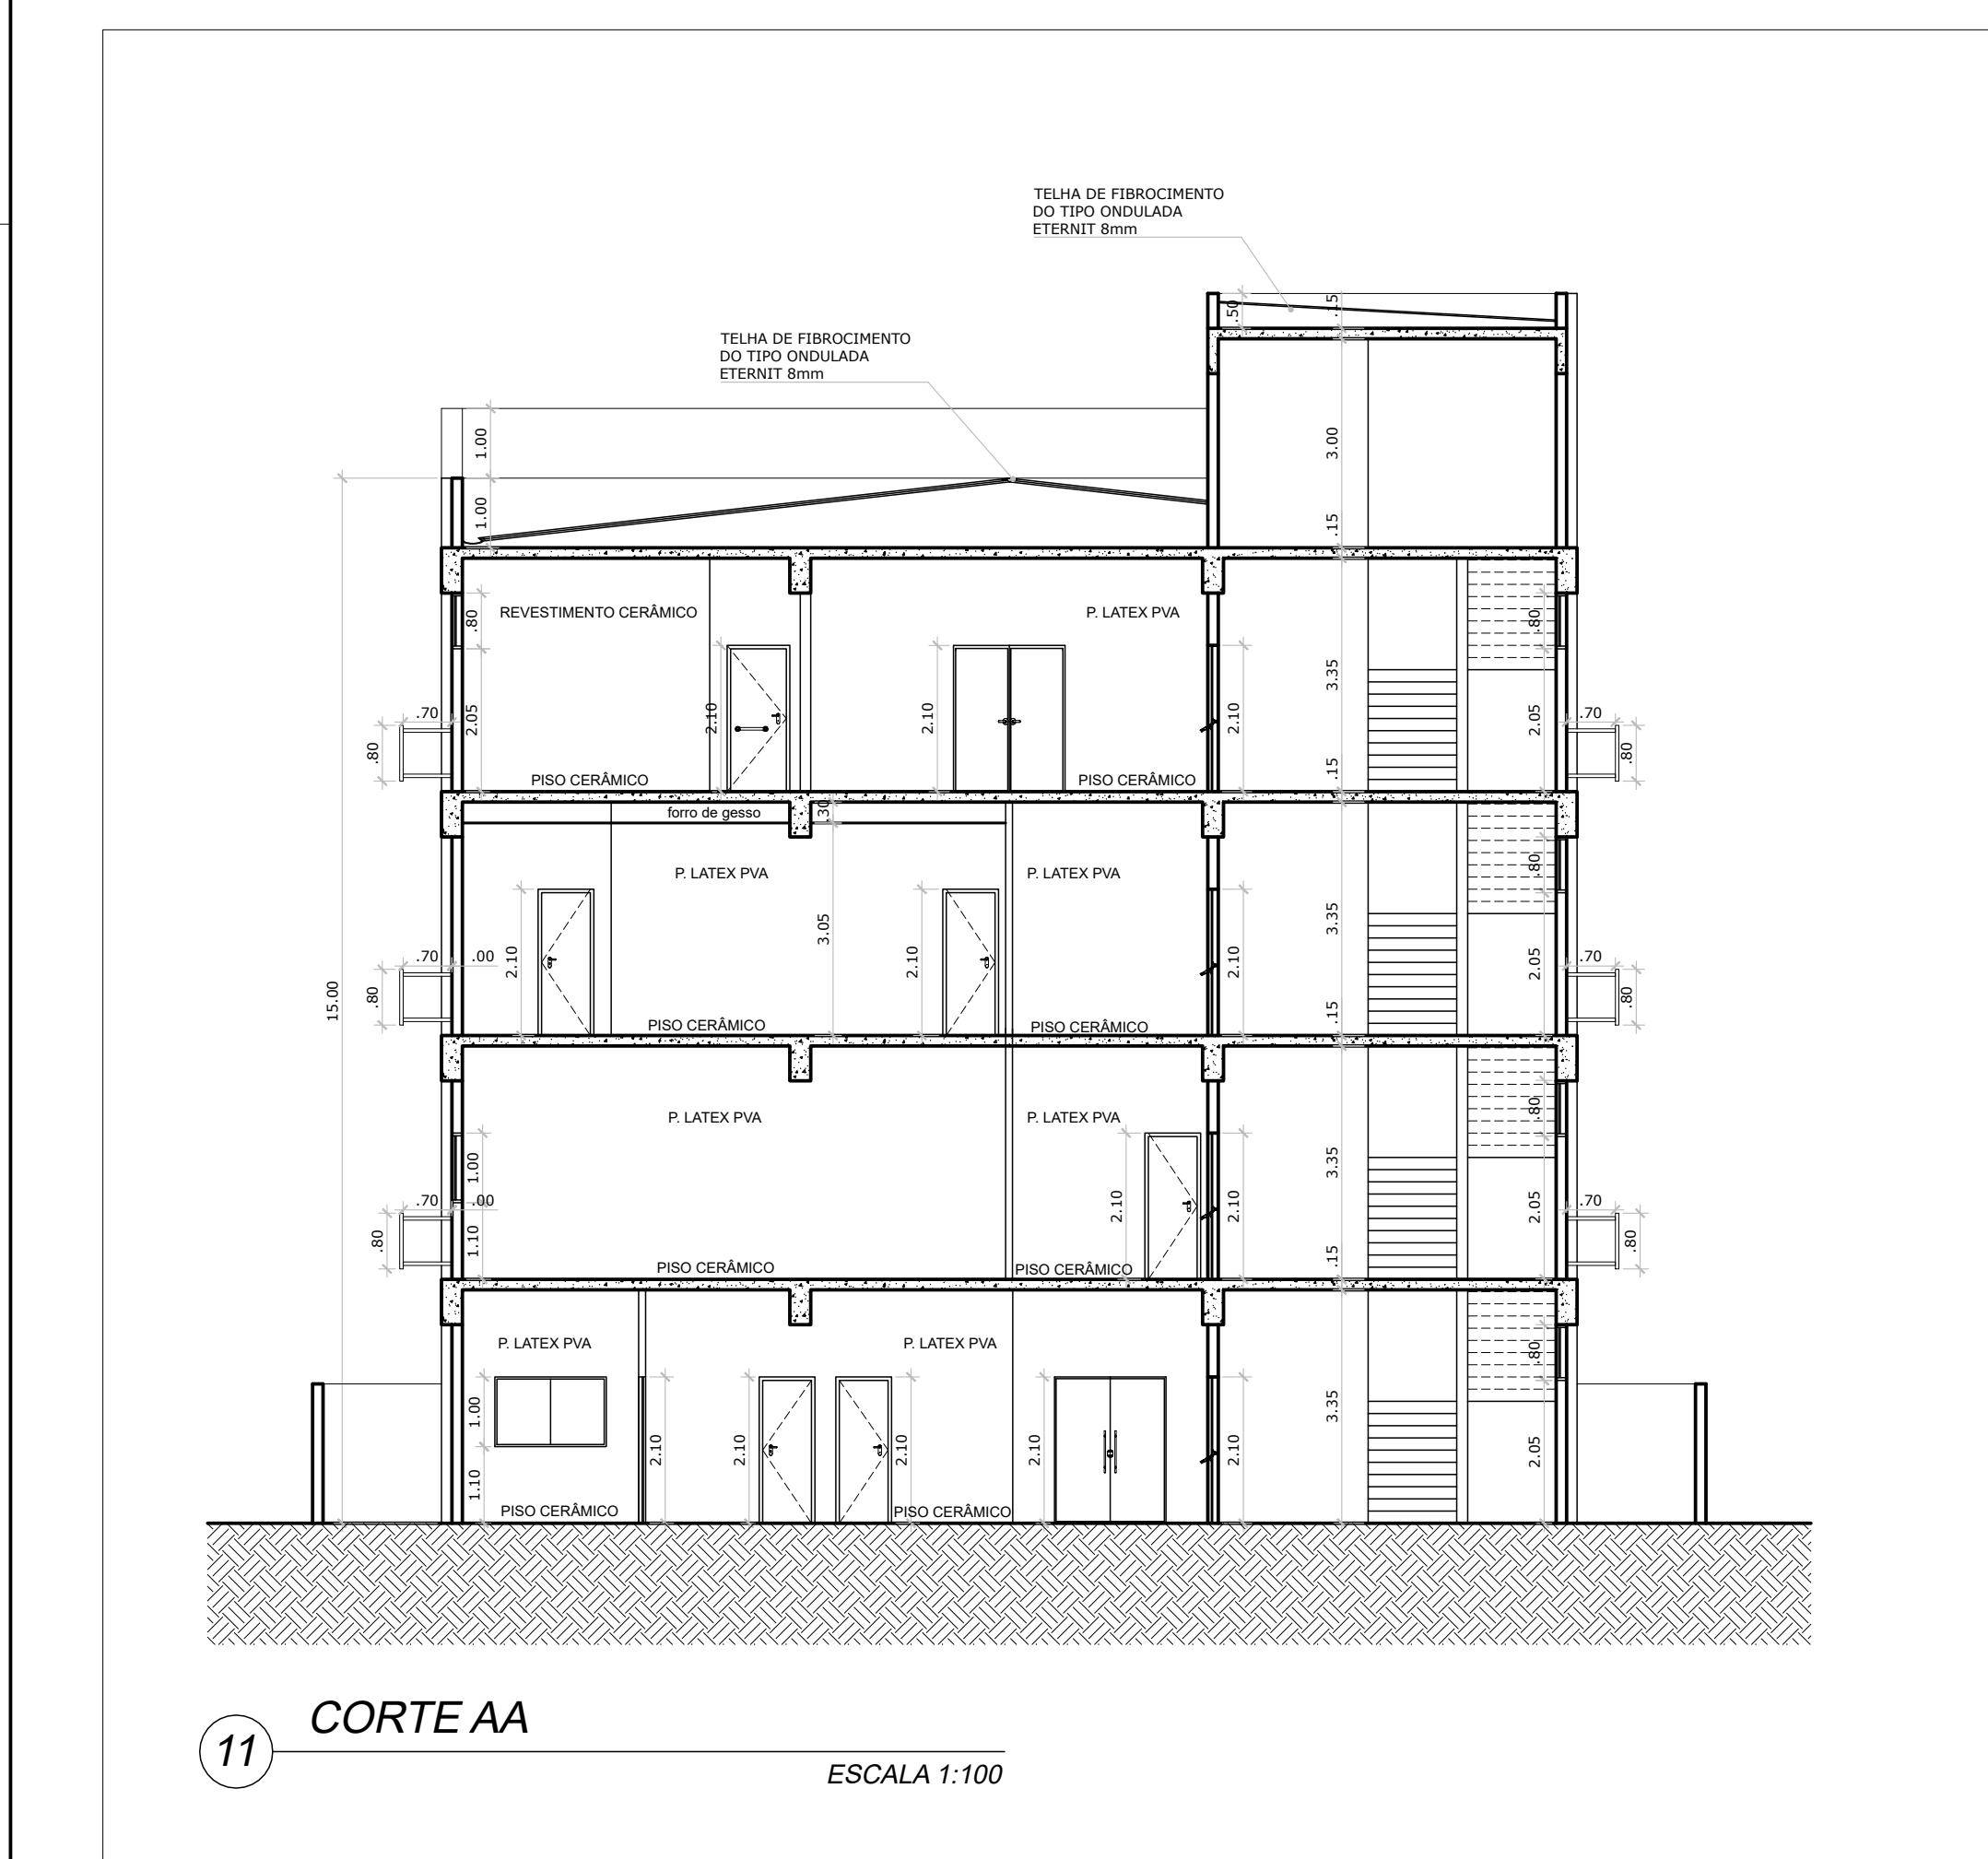 TELHA DE FIBROCIMENTO
DO TIPO ONDULADA
ETERNIT 8mm
.50
.15
TELHA DE FIBROCIMENTO
DO TIPO ONDULADA
ETERNIT 8mm
1.00
3.00
1.00
.15
REVESTIMENTO CERÂMICO
P. LATEX PVA
.80
.80
3.35
.70
2.05
2.10
2.10
2.10
2.05
.70
.80
.80
PISO CERÂMICO
PISO CERÂMICO
.15
forro de gesso
.30
P. LATEX PVA
P. LATEX PVA
.80
3.05
3.35
.70
.00
2.10
2.10
2.10
2.05
.70
.80
.80
15.00
PISO CERÂMICO
PISO CERÂMICO
.15
P. LATEX PVA
P. LATEX PVA
.80
1.00
3.35
.70
.00
2.10
2.10
2.05
.70
.80
1.10
.80
PISO CERÂMICO
PISO CERÂMICO
.15
P. LATEX PVA
P. LATEX PVA
.80
1.00
3.35
2.10
2.10
2.10
2.10
2.10
2.05
1.10
PISO CERÂMICO
PISO CERÂMICO
11
CORTE AA
ESCALA 1:100